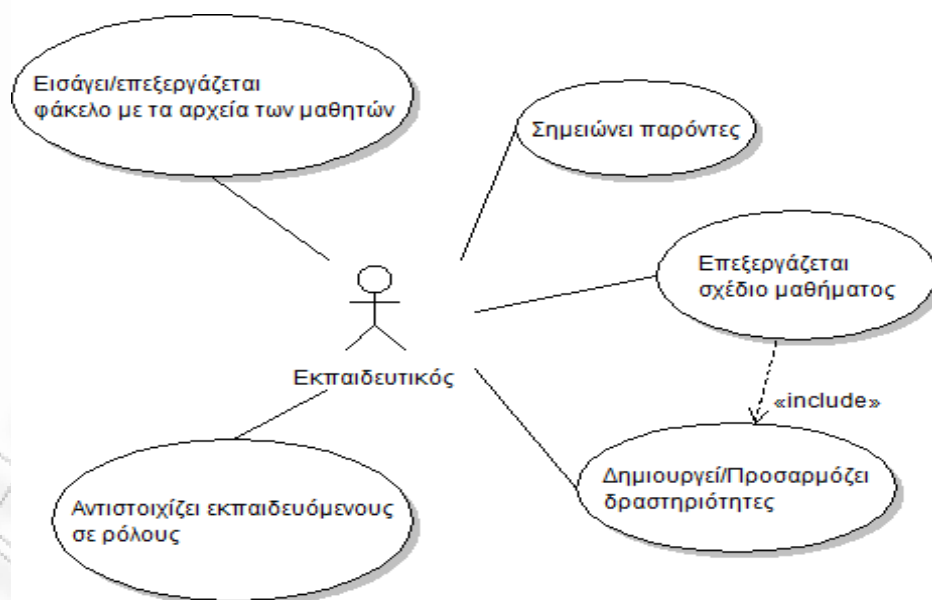 Εισάγει/επεξεργάζεται
φάκελο με τα αρχεία των μαθητών
Σημειώνει παρόντες
Επεξεργάζεται
σχέδιο μαθήματος
Εκπαιδευτικός
«include»
Αντιστοιχίζει εκπαιδευόμενους
σε ρόλους
Δημιουργεί/Προσαρμόζει
δραστηριότητες